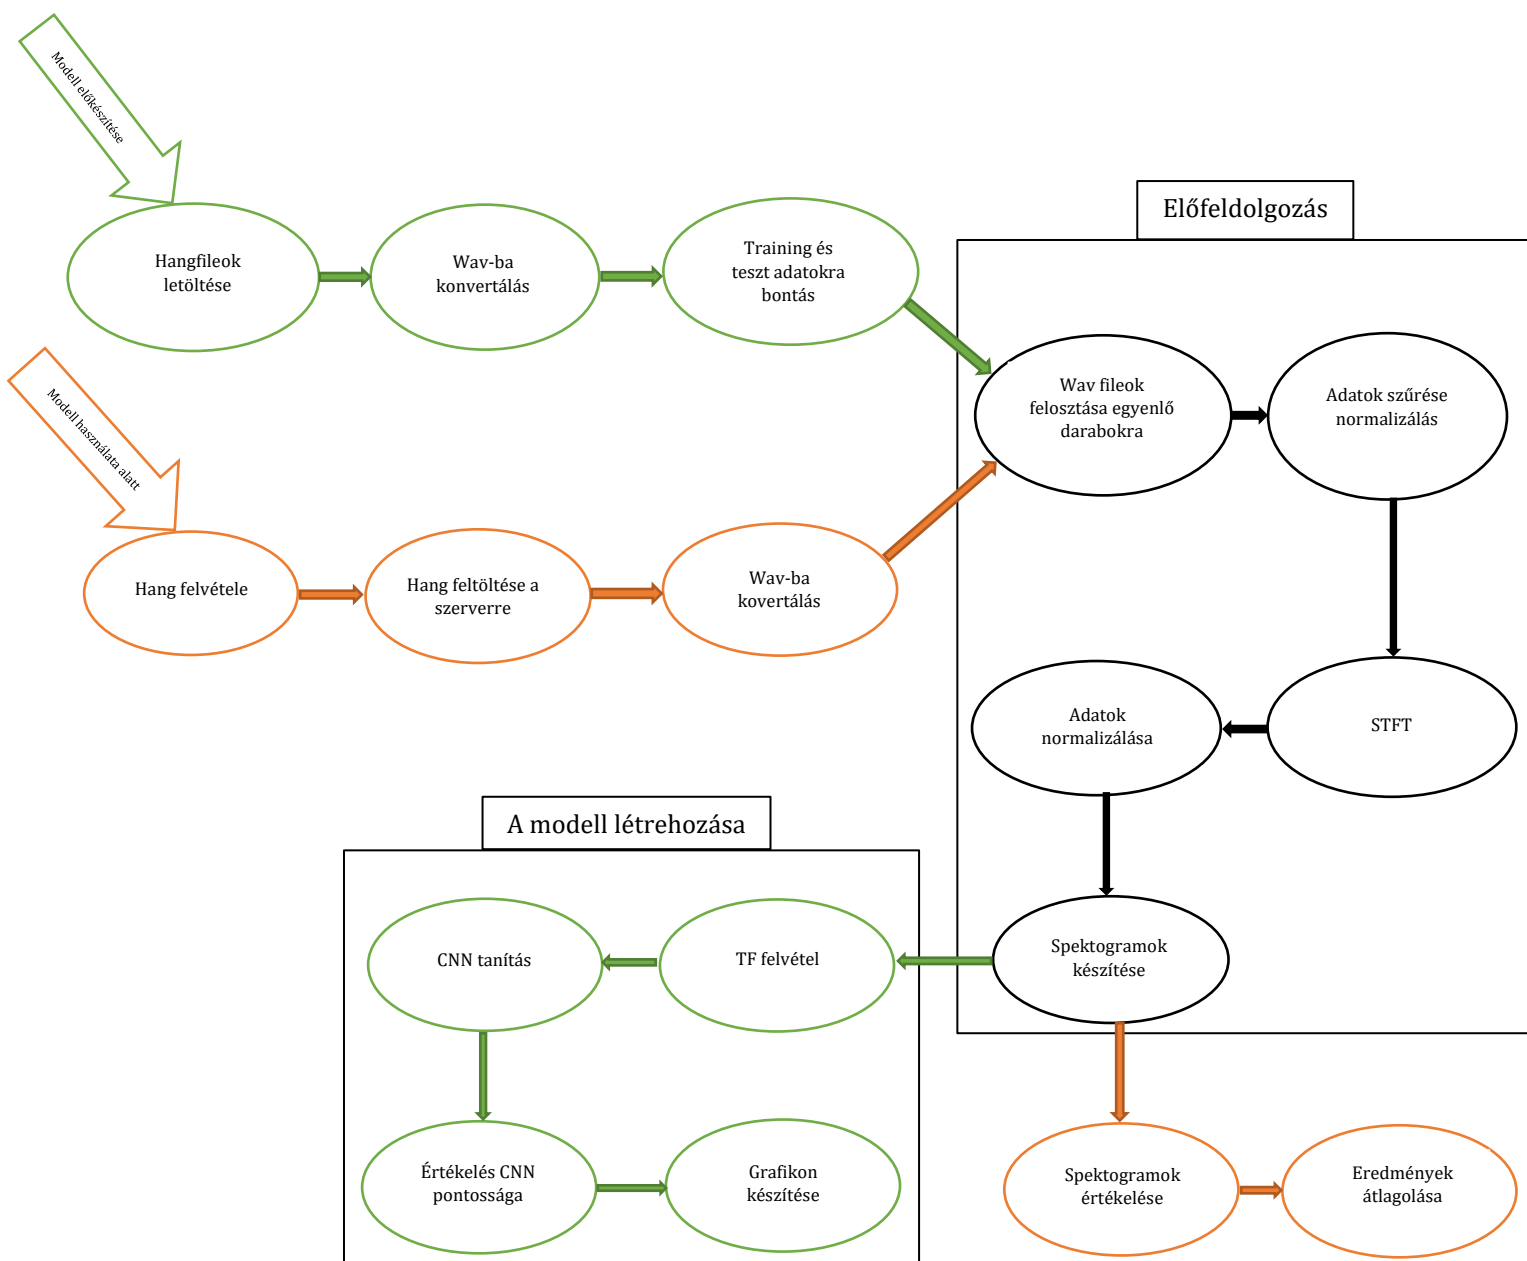 Modell előkészítése
Hangfileok
letöltése
Wav-ba
konvertálás
Training és
teszt adatokra
bontás
Előfeldolgozás
Modell használata alatt
Wav fileok
felosztása egyenlő
darabokra
Adatok szűrése
normalizálás
Hang felvétele
Hang feltöltése a
szerverre
Wav-ba
kovertálás
Adatok
normalizálása
STFT
A modell létrehozása
CNN tanítás
TF felvétel
Spektogramok
készítése
Értékelés CNN
pontossága
Grafikon
készítése
Spektogramok
értékelése
Eredmények
átlagolása